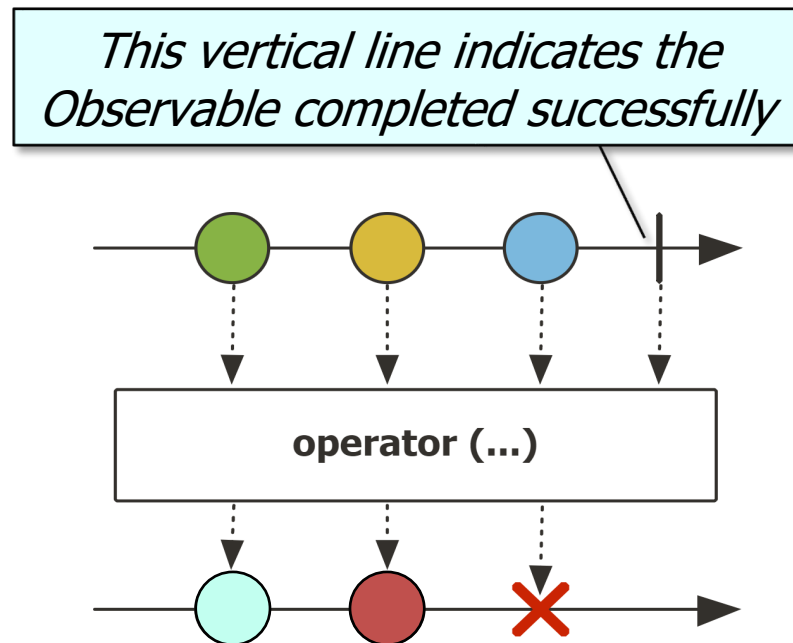 This vertical line indicates the
Observable completed successfully
operator (...)